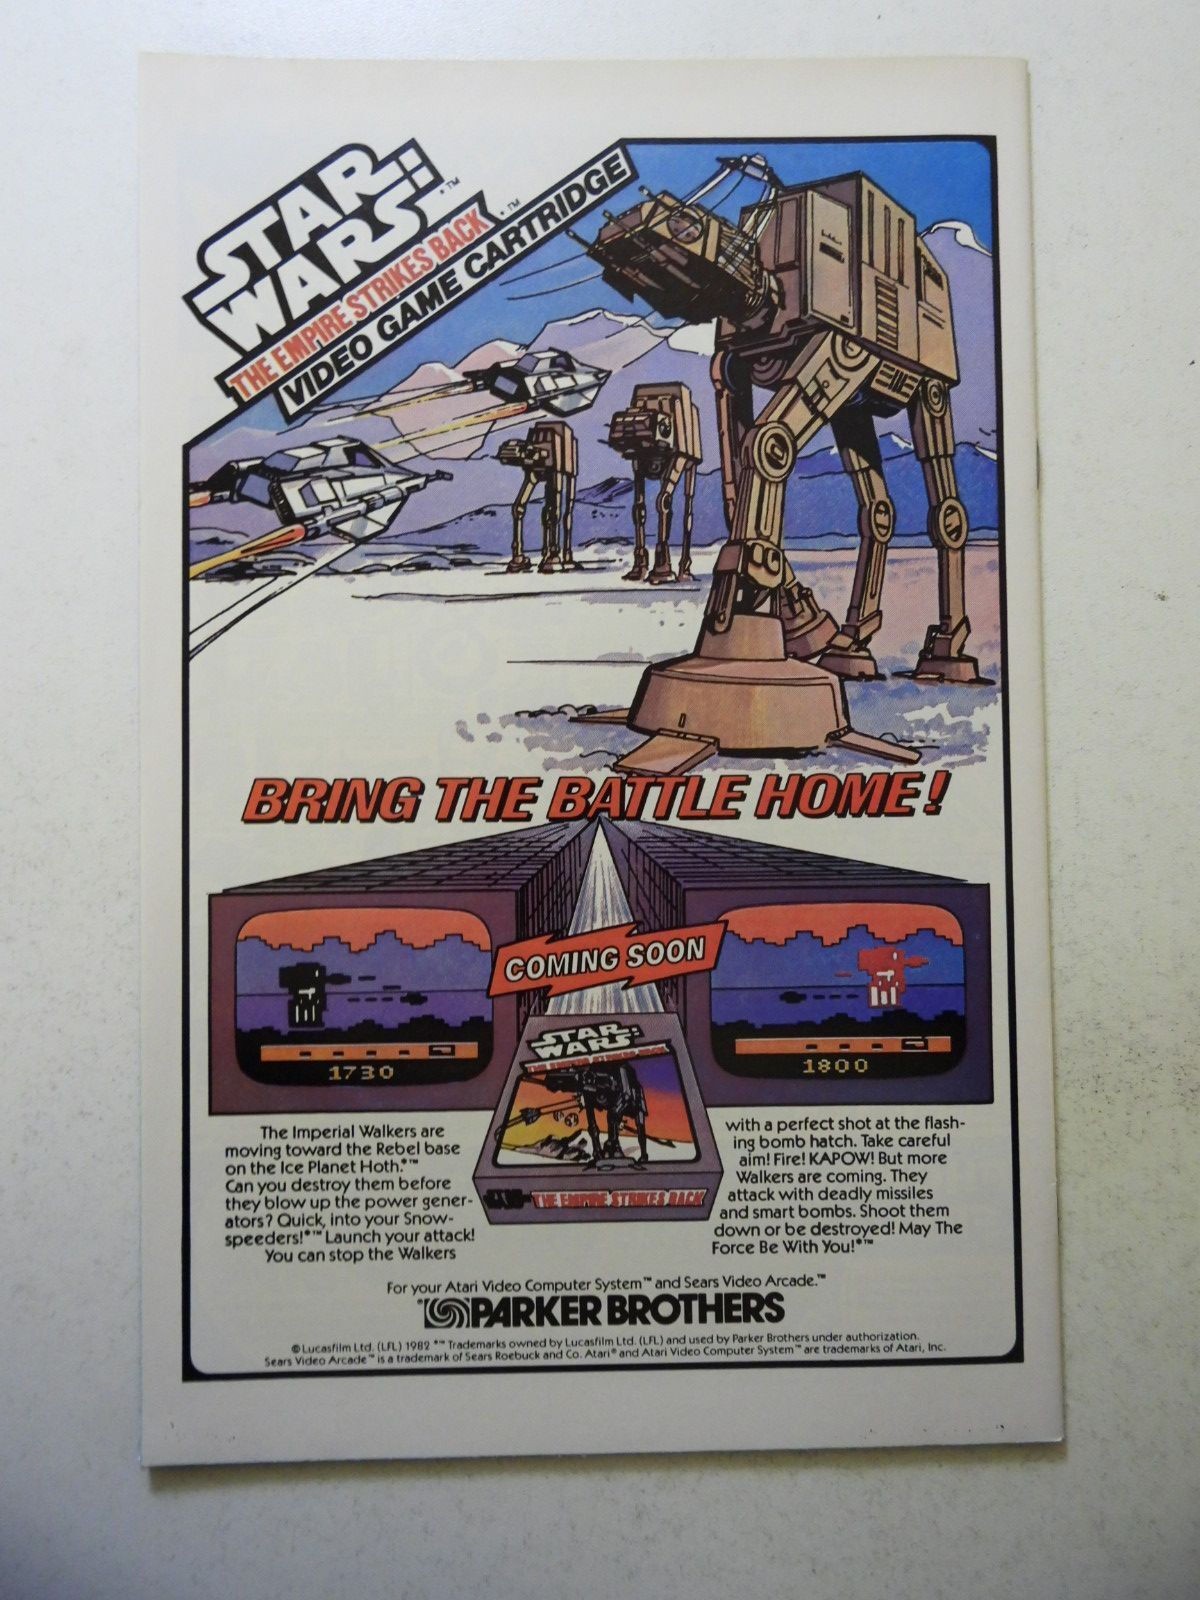 STAR
WARS:™
THE EMPIRE STRIKES BACK•™
VIDEO GAME CARTRIDGE
BRING THE BATTLE HOME!
COMING SOON
1730
1800
STAR
WARS:
THE EMPIRE STRIKES BACK
THE EMPIRE STRIKES BACK
The Imperial Walkers are
moving toward the Rebel base
on the Ice Planet Hoth.•™
Can you destroy them before
they blow up the power gener-
ators? Quick, into your Snow-
speeders!•™ Launch your attack!
You can stop the Walkers
with a perfect shot at the flash-
ing bomb hatch. Take careful
aim! Fire! KAPOW! But more
Walkers are coming. They
attack with deadly missiles
and smart bombs. Shoot them
down or be destroyed! May The
Force Be With You!•™
For your Atari Video Computer System™ and Sears Video Arcade.™
PARKER BROTHERS
© Lucasfilm Ltd. (LFL) 1982 •™ Trademarks owned by Lucasfilm Ltd. (LFL) and used by Parker Brothers under authorization.
Sears Video Arcade™ is a trademark of Sears Roebuck and Co. Atari® and Atari Video Computer System™ are trademarks of Atari, Inc.